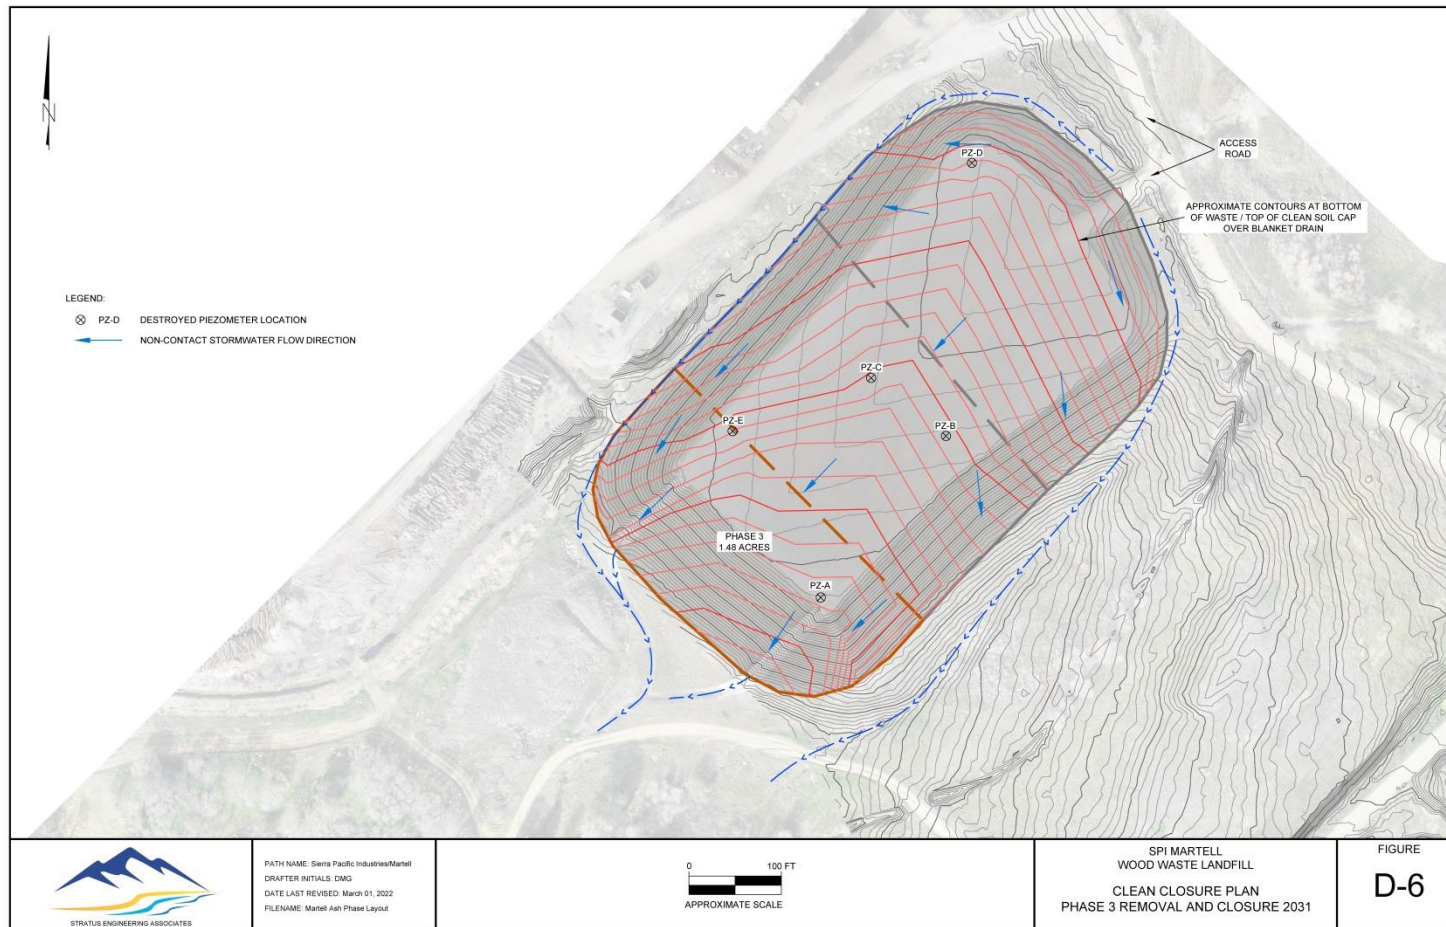 N
PZ-D
ACCESS
ROAD
APPROXIMATE CONTOURS AT BOTTOM
OF WASTE / TOP OF CLEAN SOIL CAP
OVER BLANKET DRAIN
LEGEND:
PZ-D DESTROYED PIEZOMETER LOCATION
NON-CONTACT STORMWATER FLOW DIRECTION
PZ-C
PZ-E
PZ-B
PHASE 3
1.48 ACRES
PZ-A
STRATUS ENGINEERING ASSOCIATES
PATH NAME: Sierra Pacific Industries/Martell
DRAFTER INITIALS: DMG
DATE LAST REVISED: March 01, 2022
FILENAME: Martell Ash Phase Layout
0 100 FT
APPROXIMATE SCALE
SPI MARTELL
WOOD WASTE LANDFILL
CLEAN CLOSURE PLAN
PHASE 3 REMOVAL AND CLOSURE 2031
FIGURE
D-6